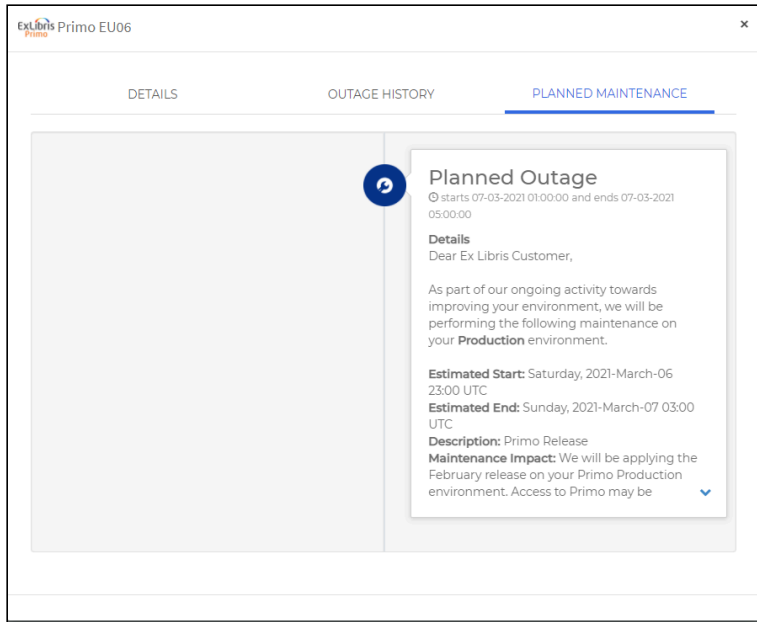 ExLibris Primo Primo EU06 ×
DETAILS OUTAGE HISTORY PLANNED MAINTENANCE
Planned Outage
starts 07-03-2021 01:00:00 and ends 07-03-2021
05:00:00
Details
Dear Ex Libris Customer,
As part of our ongoing activity towards
improving your environment, we will be
performing the following maintenance on
your Production environment.
Estimated Start: Saturday, 2021-March-06
23:00 UTC
Estimated End: Sunday, 2021-March-07 03:00
UTC
Description: Primo Release
Maintenance Impact: We will be applying the
February release on your Primo Production
environment. Access to Primo may be